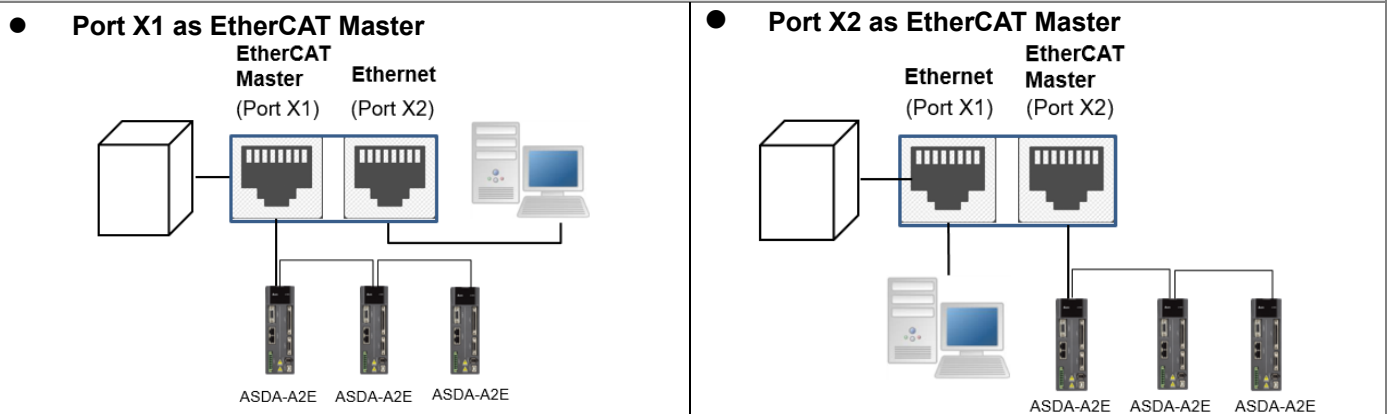 ● Port X1 as EtherCAT Master
EtherCAT
Master
(Port X1)
Ethernet
(Port X2)
ASDA-A2E ASDA-A2E ASDA-A2E
● Port X2 as EtherCAT Master
Ethernet
(Port X1)
EtherCAT
Master
(Port X2)
ASDA-A2E ASDA-A2E ASDA-A2E